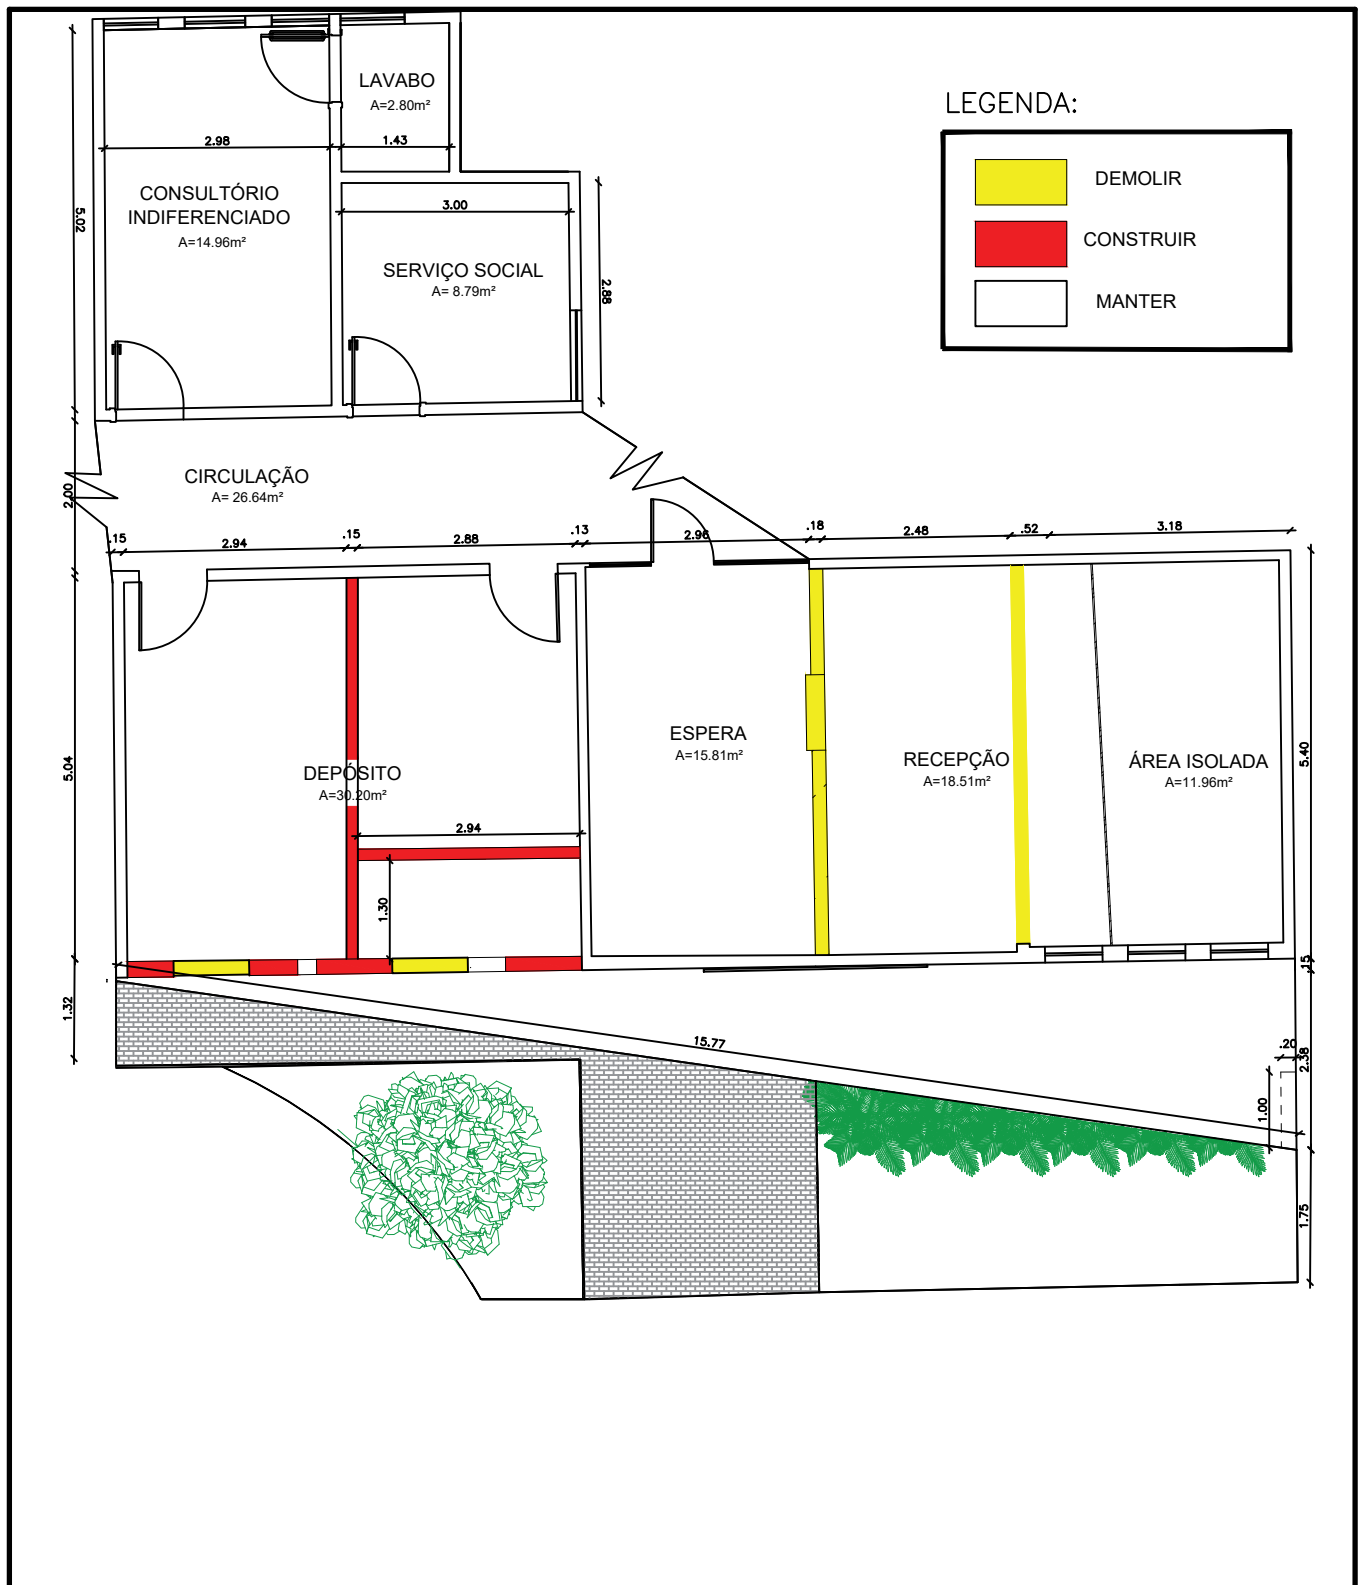 LAVABO
A=2.80m²
LEGENDA:
DEMOLIR
CONSTRUIR
MANTER
2.98
1.43
CONSULTÓRIO
INDIFERENCIADO
A=14.96m²
5.02
3.00
SERVIÇO SOCIAL
A= 8.79m²
2.88
CIRCULAÇÃO
A= 26.64m²
2.00
.15
2.94
.15
2.88
.13
2.96
.18
2.48
.52
3.18
5.04
DEPÓSITO
A=30.20m²
ESPERA
A=15.81m²
RECEPÇÃO
A=18.51m²
ÁREA ISOLADA
A=11.96m²
5.40
2.94
1.30
.15
1.32
15.77
.20
2.38
1.00
1.75